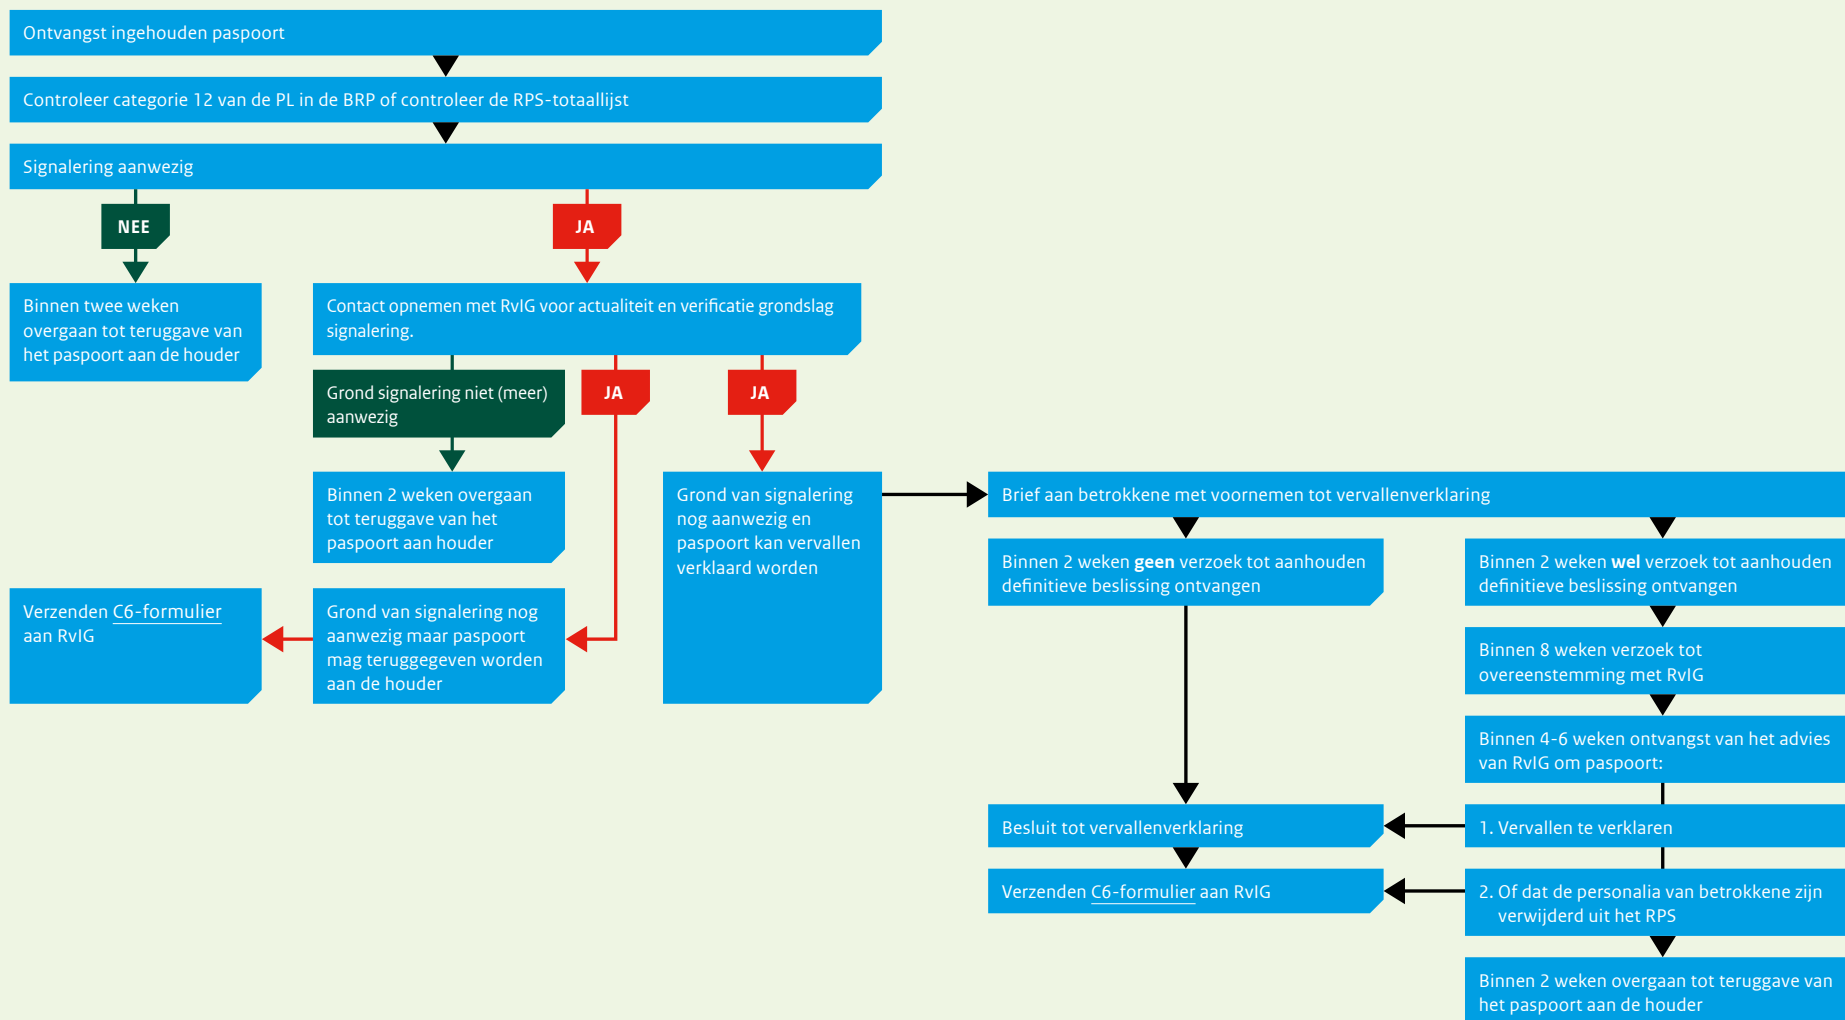 Ontvangst ingehouden paspoort
Controleer categorie 12 van de PL in de BRP of controleer de RPS-totaallijst
Signalering aanwezig
NEE
JA
Binnen twee weken
overgaan tot teruggave van
het paspoort aan de houder
Contact opnemen met RvIG voor actualiteit en verificatie grondslag
signalering.
Grond signalering niet (meer)
aanwezig
JA
JA
Binnen 2 weken overgaan
tot teruggave van het
paspoort aan houder
Grond van signalering
nog aanwezig en
paspoort kan vervallen
verklaard worden
Verzenden C6-formulier
aan RvIG
Grond van signalering nog
aanwezig maar paspoort
mag teruggegeven worden
aan de houder
Brief aan betrokkene met voornemen tot vervallenverklaring
Binnen 2 weken geen verzoek tot aanhouden
definitieve beslissing ontvangen
Binnen 2 weken wel verzoek tot aanhouden
definitieve beslissing ontvangen
Binnen 8 weken verzoek tot
overeenstemming met RvIG
Binnen 4-6 weken ontvangst van het advies
van RvIG om paspoort:
Besluit tot vervallenverklaring
1. Vervallen te verklaren
Verzenden C6-formulier aan RvIG
2. Of dat de personalia van betrokkene zijn
verwijderd uit het RPS
Binnen 2 weken overgaan tot teruggave van
het paspoort aan de houder